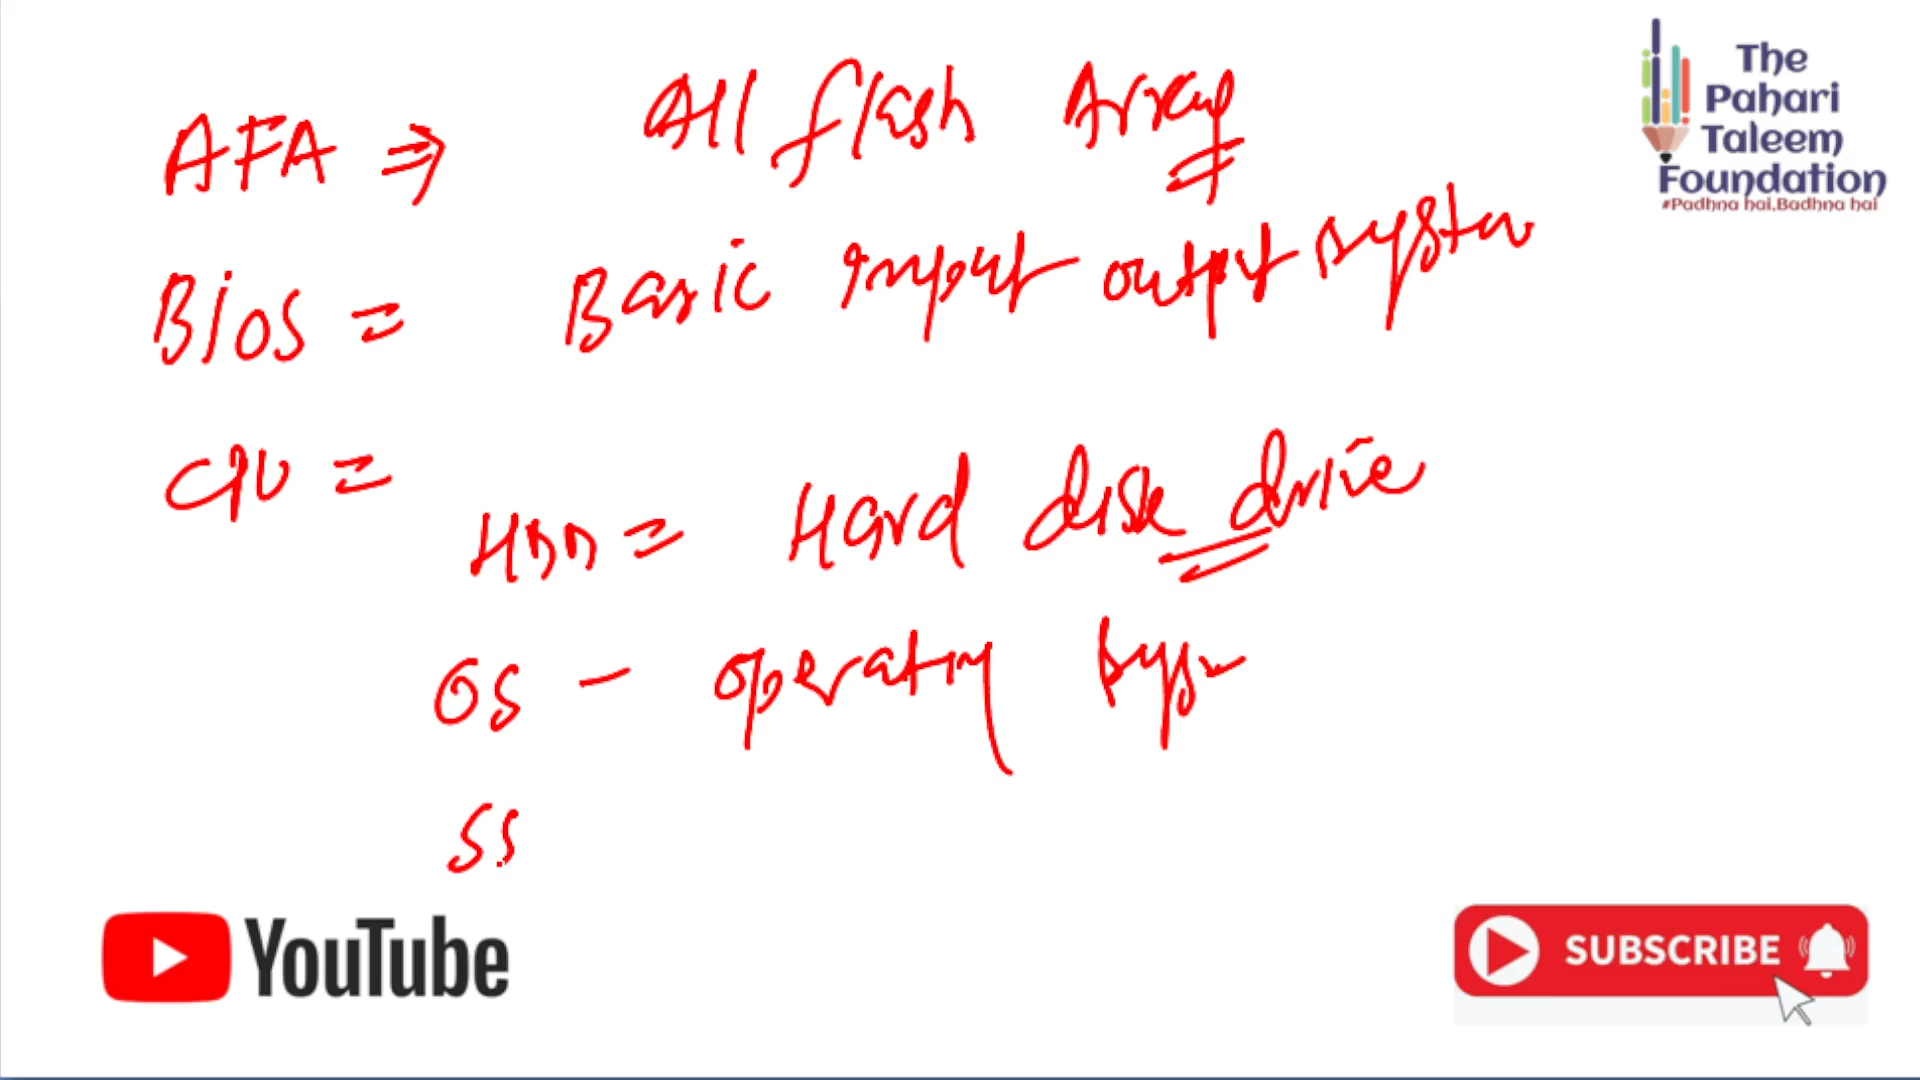 The
Pahari
Taleem
Foundation
#Padhna hai,Badhna hai
AFA ⇒ All flash Array
BIOS = Basic input output system
CPU =
HDD = Hard disk drive
OS - operating
SS
YouTube
SUBSCRIBE